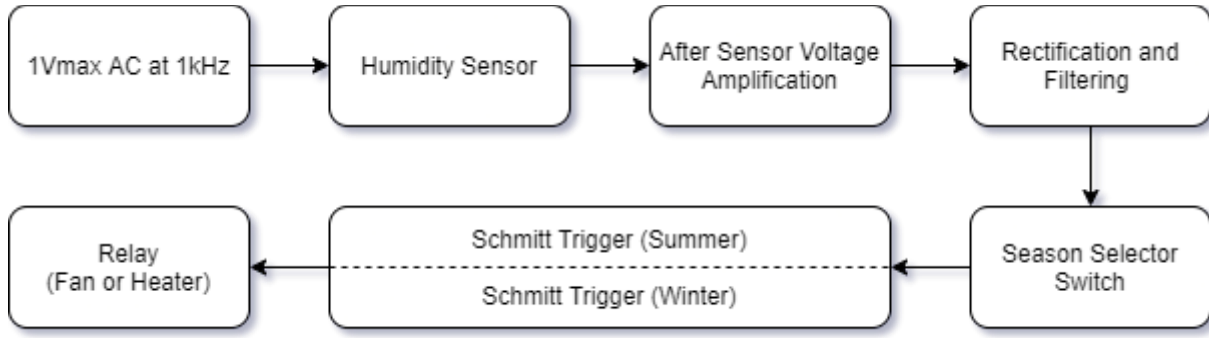 1Vmax AC at 1kHz
Humidity Sensor
After Sensor Voltage
Amplification
Rectification and
Filtering
Season Selector
Switch
Schmitt Trigger (Summer)
Schmitt Trigger (Winter)
Relay
(Fan or Heater)